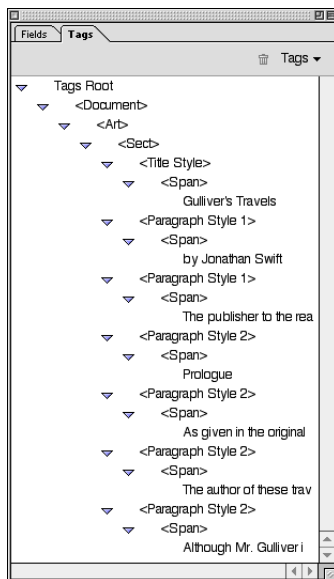 Fields Tags
Tags
Tags Root
<Document>
<Art>
<Sect>
<Title Style>
<Span>
Gulliver's Travels
<Paragraph Style 1>
<Span>
by Jonathan Swift
<Paragraph Style 1>
<Span>
The publisher to the rea
<Paragraph Style 2>
<Span>
Prologue
<Paragraph Style 2>
<Span>
As given in the original
<Paragraph Style 2>
<Span>
The author of these trav
<Paragraph Style 2>
<Span>
Although Mr. Gulliver i